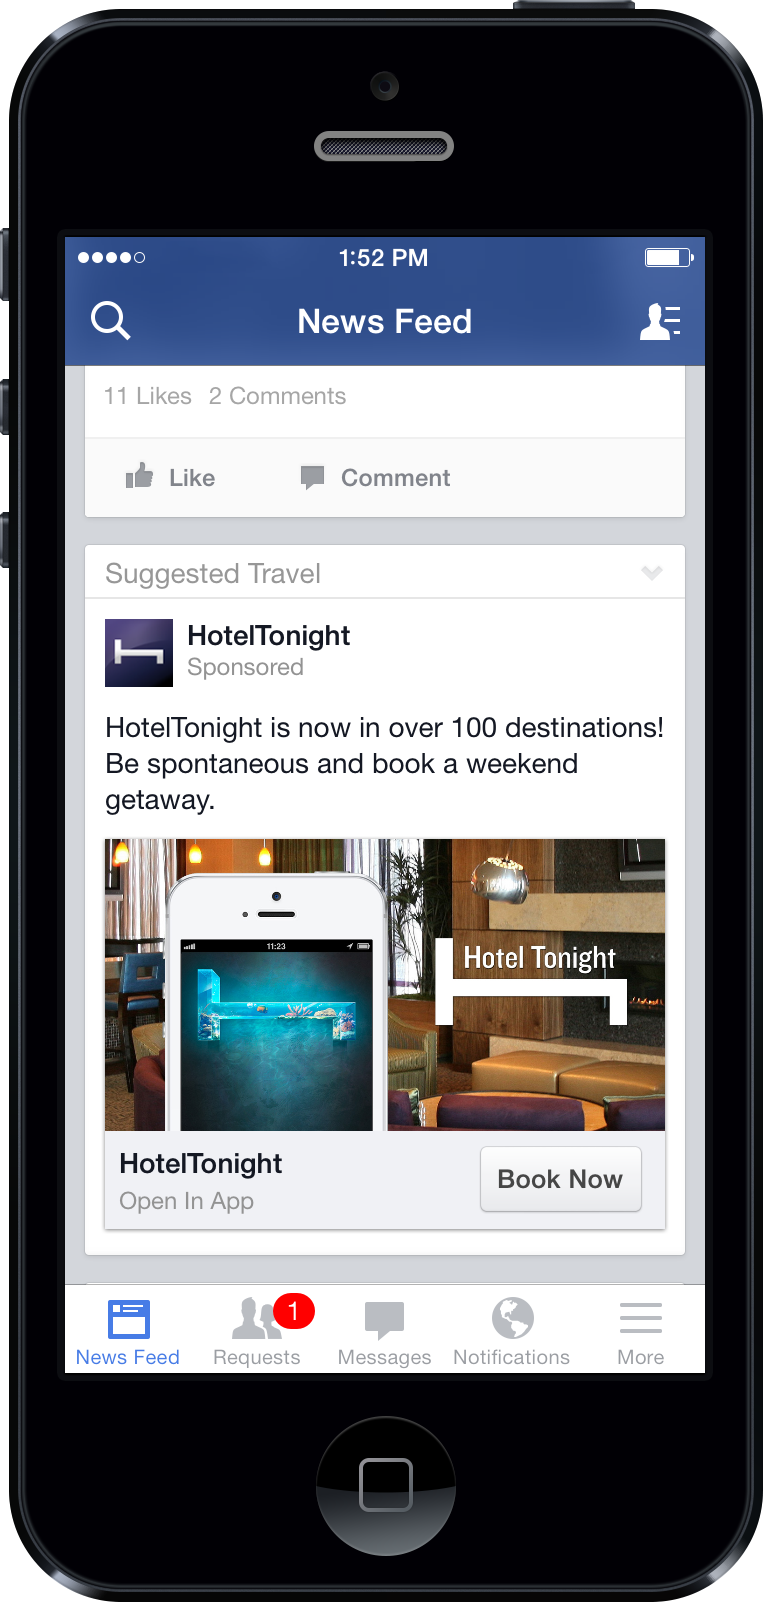 1:52 PM
News Feed
11 Likes 2 Comments
Like Comment
Suggested Travel
HotelTonight
Sponsored
HotelTonight is now in over 100 destinations!
Be spontaneous and book a weekend
getaway.
11:23
Hotel Tonight
HotelTonight
Open In App
Book Now
1
News Feed Requests Messages Notifications More